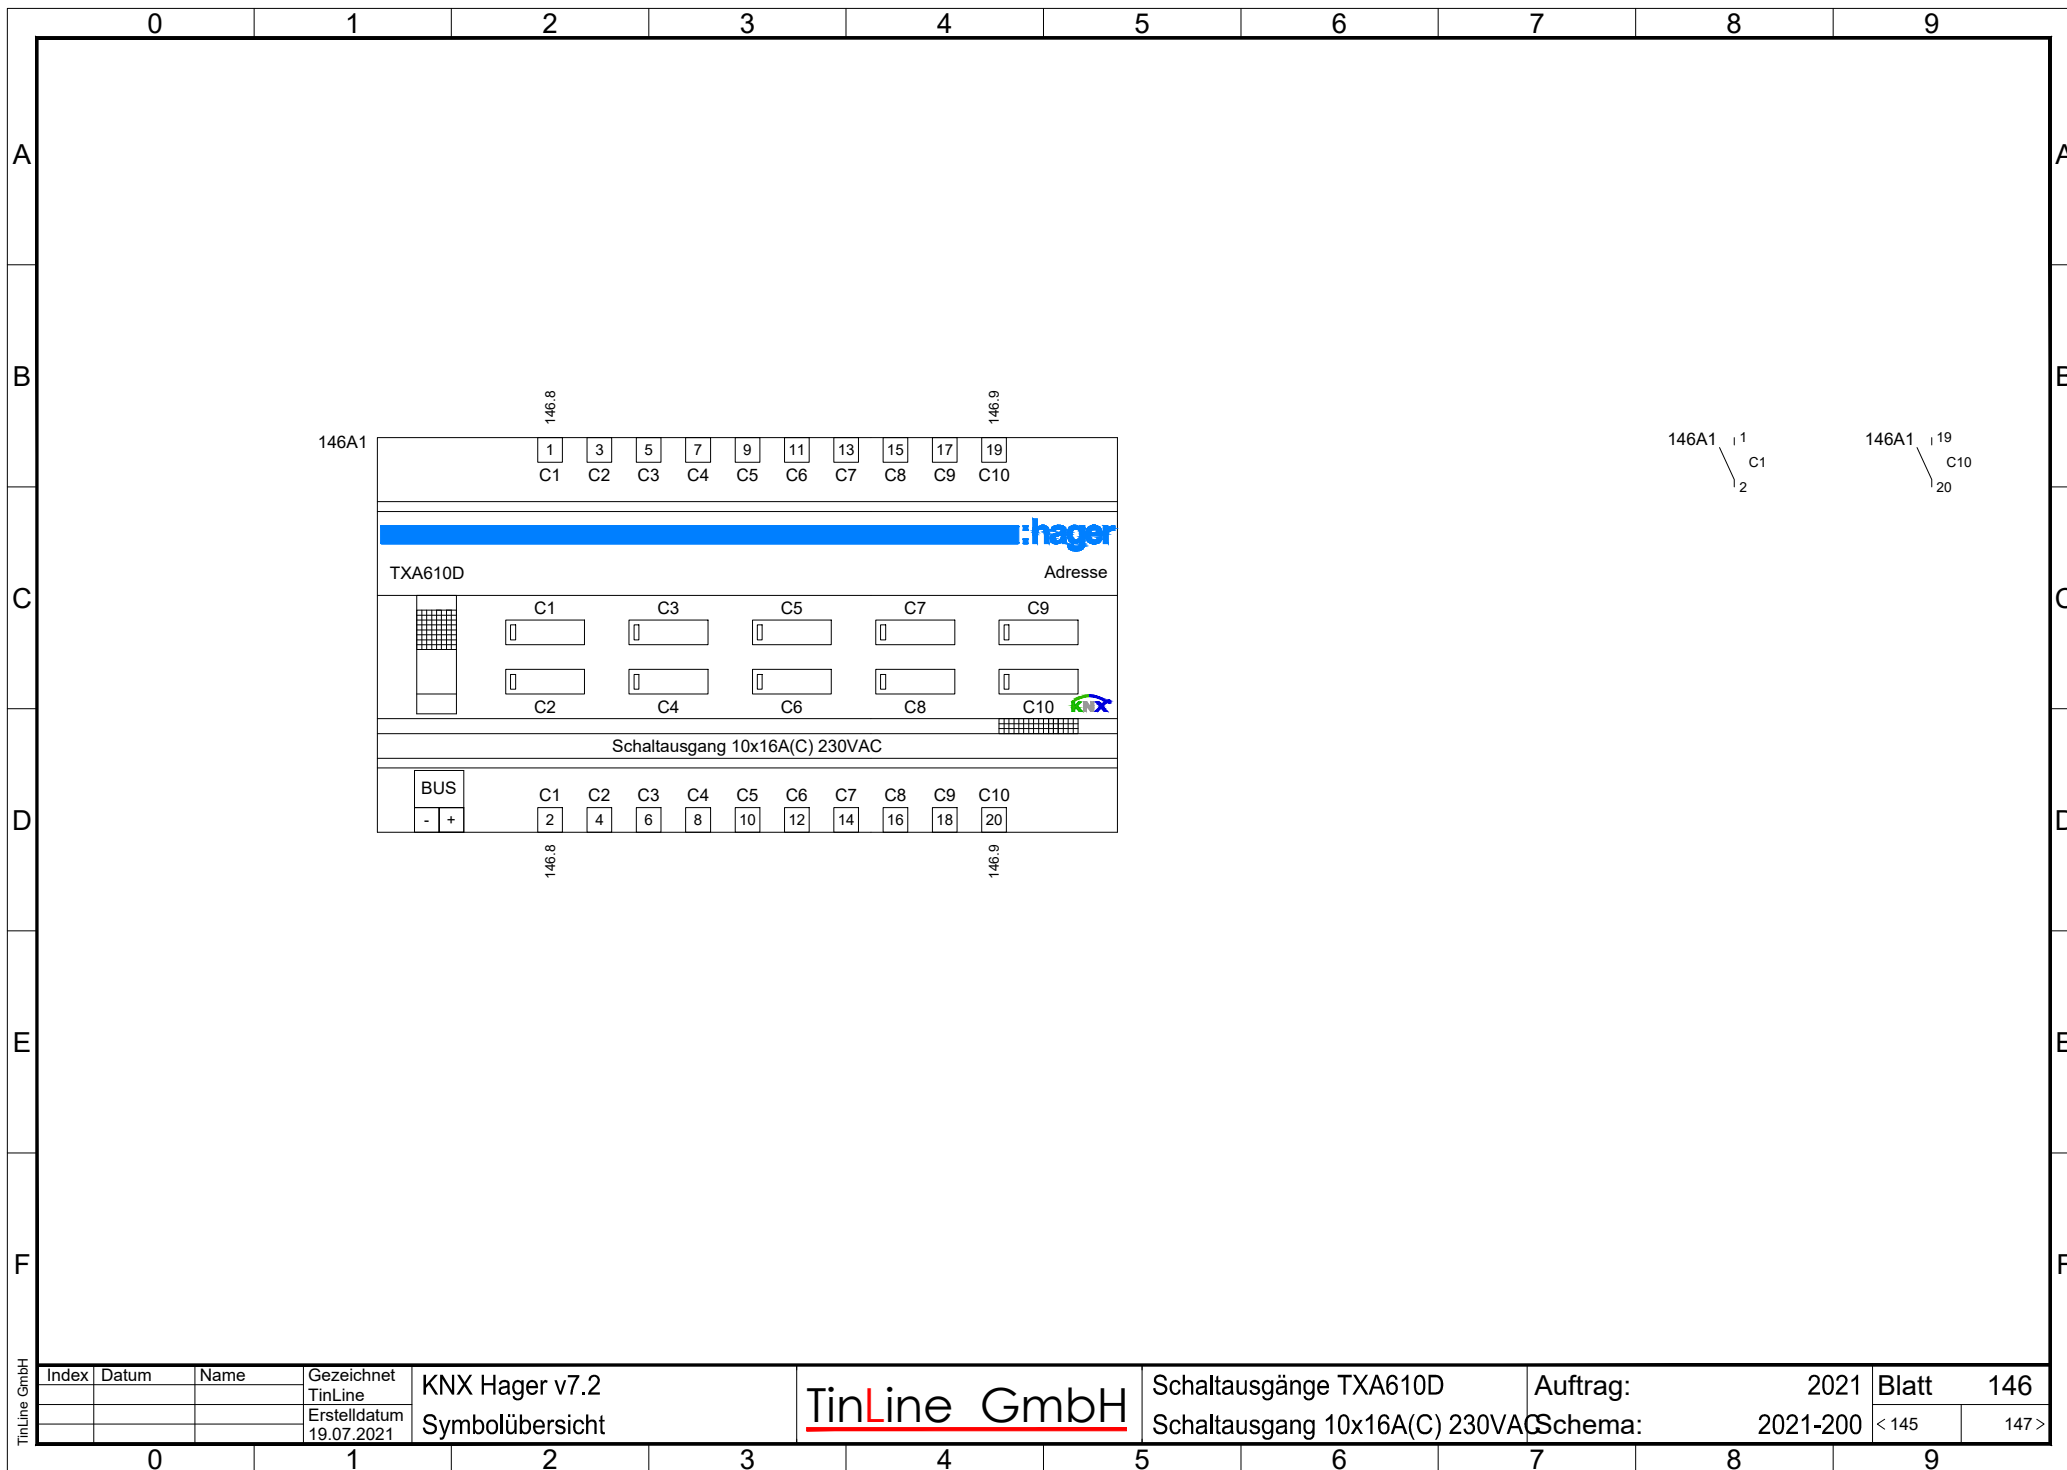 0 1 2 3 4 5 6 7 8 9
A A
B B
146.8 146.9
146A1
1 3 5 7 9 11 13 15 17 19
C1 C2 C3 C4 C5 C6 C7 C8 C9 C10
146A1 1 C1 2
146A1 19 C10 20
:hager
TXA610D Adresse
C C
C1 C3 C5 C7 C9
C2 C4 C6 C8 C10
KNX
Schaltausgang 10x16A(C) 230VAC
BUS
- +
C1 C2 C3 C4 C5 C6 C7 C8 C9 C10
2 4 6 8 10 12 14 16 18 20
D D
146.8 146.9
E E
F F
TinLine GmbH
Index Datum Name
Gezeichnet
TinLine
Erstelldatum
19.07.2021
KNX Hager v7.2
Symbolübersicht
TinLine GmbH
Schaltausgänge TXA610D
Schaltausgang 10x16A(C) 230VAC
Auftrag: 2021
Schema: 2021-200
Blatt 146
< 145 147 >
0 1 2 3 4 5 6 7 8 9